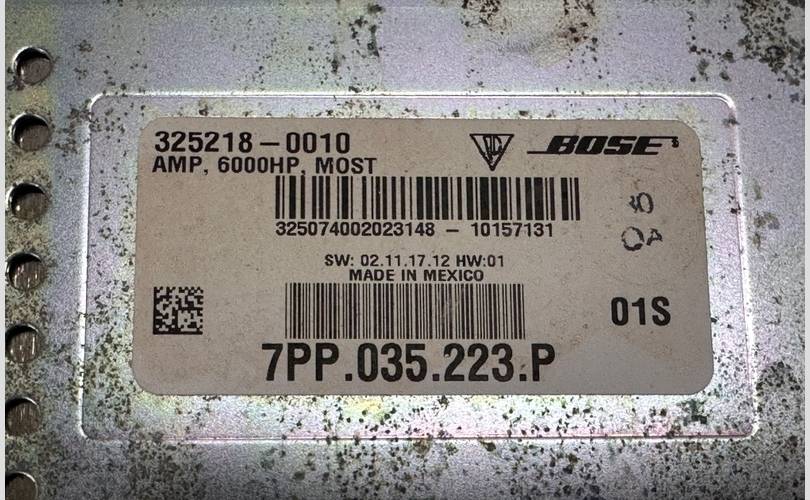 325218-0010
BOSE
AMP, 6000HP, MOST
325074002023148 - 10157131
SW: 02.11.17.12 HW:01
MADE IN MEXICO
01S
7PP.035.223.P